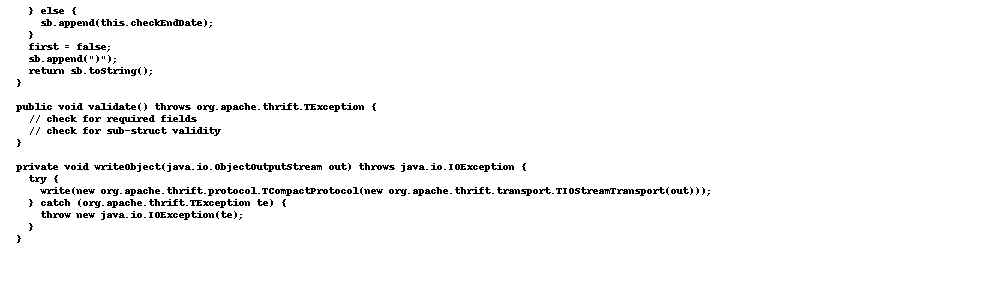 } else {
sb.append(this.checkEndDate);
}
first = false;
sb.append(")");
return sb.toString();
}
public void validate() throws org.apache.thrift.TException {
// check for required fields
// check for sub-struct validity
}
private void writeObject(java.io.ObjectOutputStream out) throws java.io.IOException {
try {
write(new org.apache.thrift.protocol.TCompactProtocol(new org.apache.thrift.transport.TIOStreamTransport(out)));
} catch (org.apache.thrift.TException te) {
throw new java.io.IOException(te);
}
}